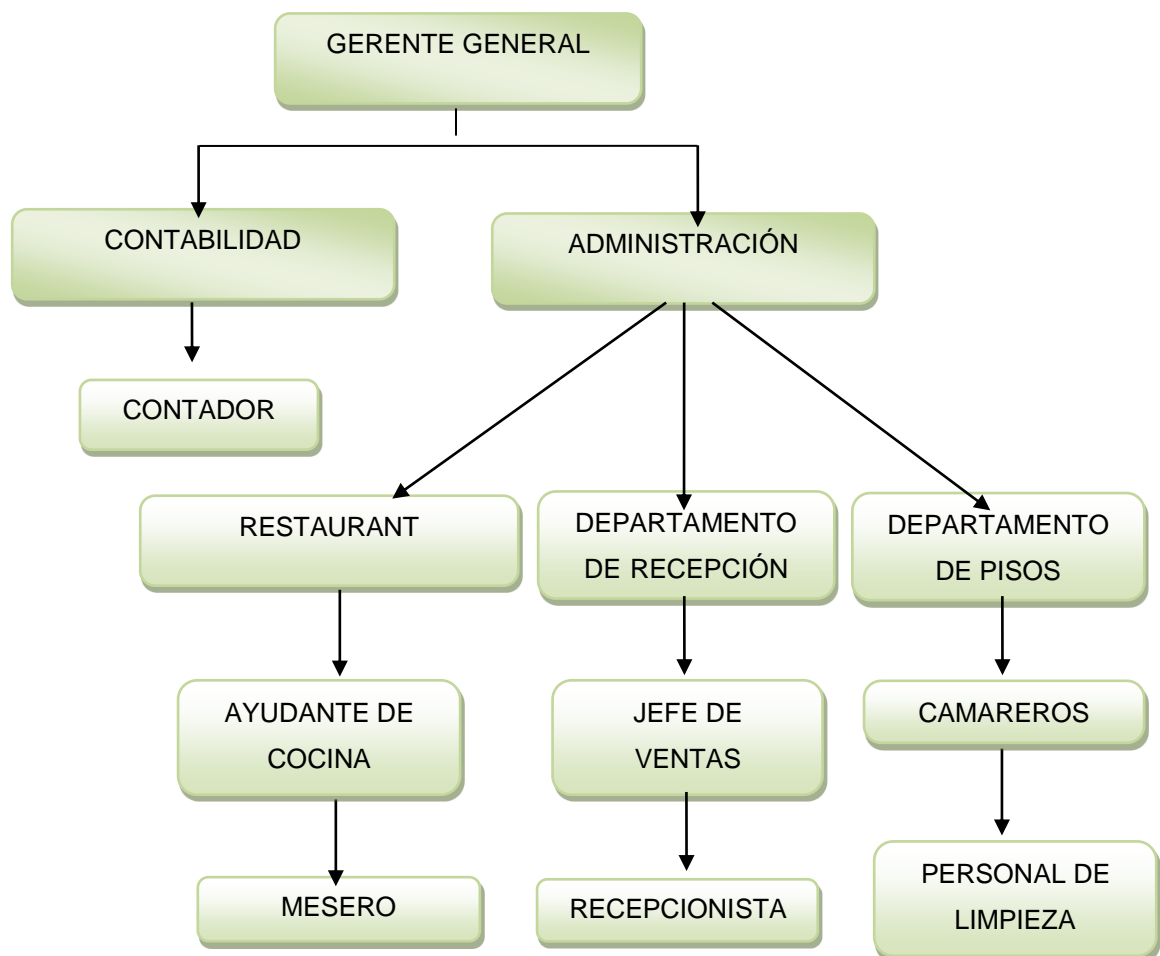 GERENTE GENERAL
CONTABILIDAD
ADMINISTRACIÓN
CONTADOR
RESTAURANT
DEPARTAMENTO
DE RECEPCIÓN
DEPARTAMENTO
DE PISOS
AYUDANTE DE
COCINA
JEFE DE
VENTAS
CAMAREROS
MESERO
RECEPCIONISTA
PERSONAL DE
LIMPIEZA